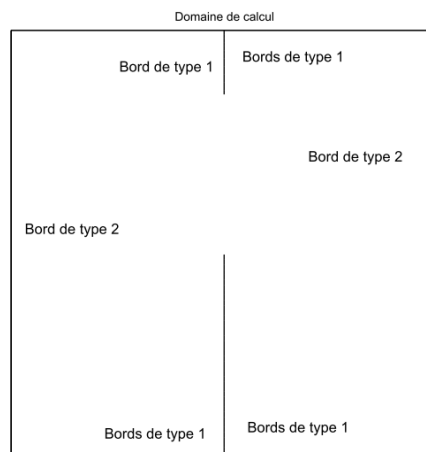 Domaine de calcul
Bord de type 1
Bords de type 1
Bord de type 2
Bord de type 2
Bords de type 1
Bords de type 1